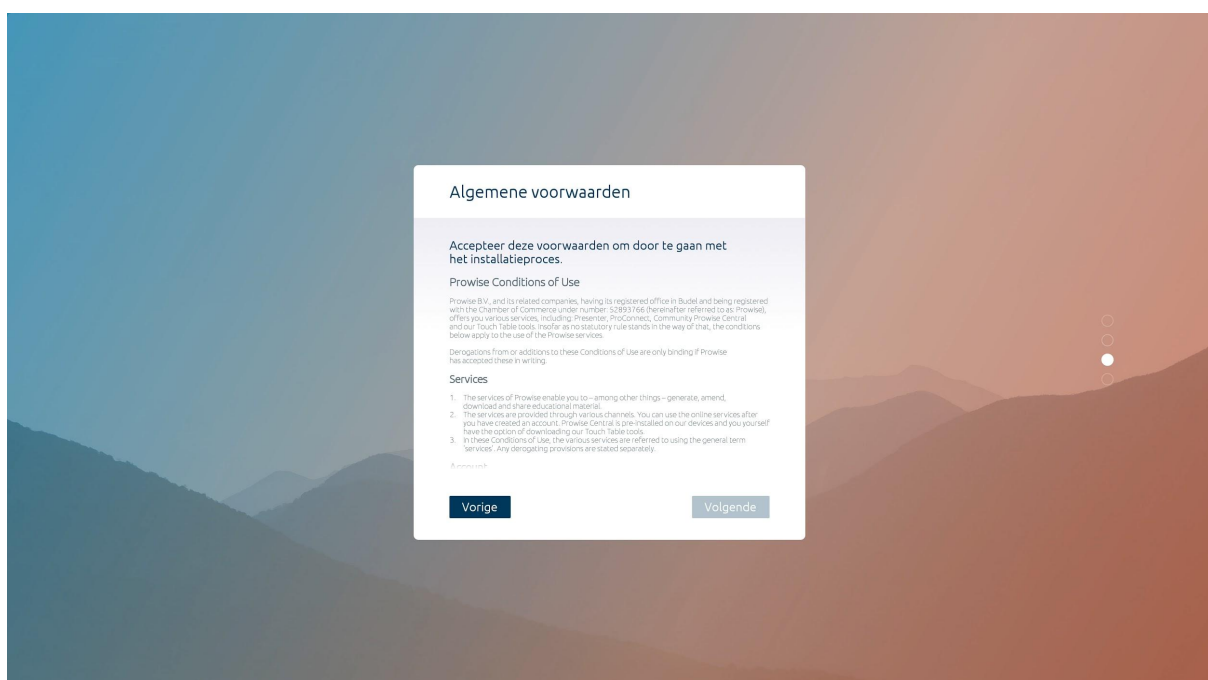 Algemene voorwaarden
Accepteer deze voorwaarden om door te gaan met
het installatieproces.
Prowise Conditions of Use
Prowise B.V., and its related companies, having its registered office in Budel and being registered
with the Chamber of Commerce under number: 52893766 (hereinafter referred to as: Prowise),
offers you various services, including: Presenter, ProConnect, Community Prowise Central
and our Touch Table tools. Insofar as no statutory rule stands in the way of that, the conditions
below apply to the use of the Prowise services.
Derogations from or additions to these Conditions of Use are only binding if Prowise
has accepted these in writing.
Services
1. The services of Prowise enable you to – among other things – generate, amend,
download and share educational material.
2. The services are provided through various channels. You can use the online services after
you have created an account. Prowise Central is pre-installed on our devices and you yourself
have the option of downloading our Touch Table tools.
3. In these Conditions of Use, the various services are referred to using the general term
'services'. Any derogating provisions are stated separately.
Account
Vorige
Volgende